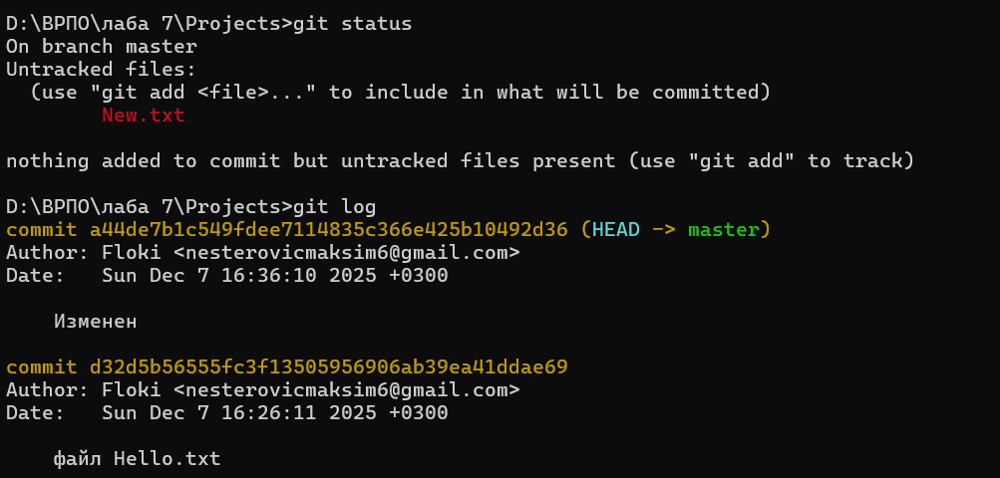 D:\ВРПО\лаба 7\Projects>git status
On branch master
Untracked files:
  (use "git add <file>..." to include in what will be committed)
        New.txt

nothing added to commit but untracked files present (use "git add" to track)

D:\ВРПО\лаба 7\Projects>git log
commit a44de7b1c549fdee7114835c366e425b10492d36 (HEAD -> master)
Author: Floki <nesterovicmaksim6@gmail.com>
Date:   Sun Dec 7 16:36:10 2025 +0300

    Изменен

commit d32d5b56555fc3f13505956906ab39ea41ddae69
Author: Floki <nesterovicmaksim6@gmail.com>
Date:   Sun Dec 7 16:26:11 2025 +0300

    файл Hello.txt